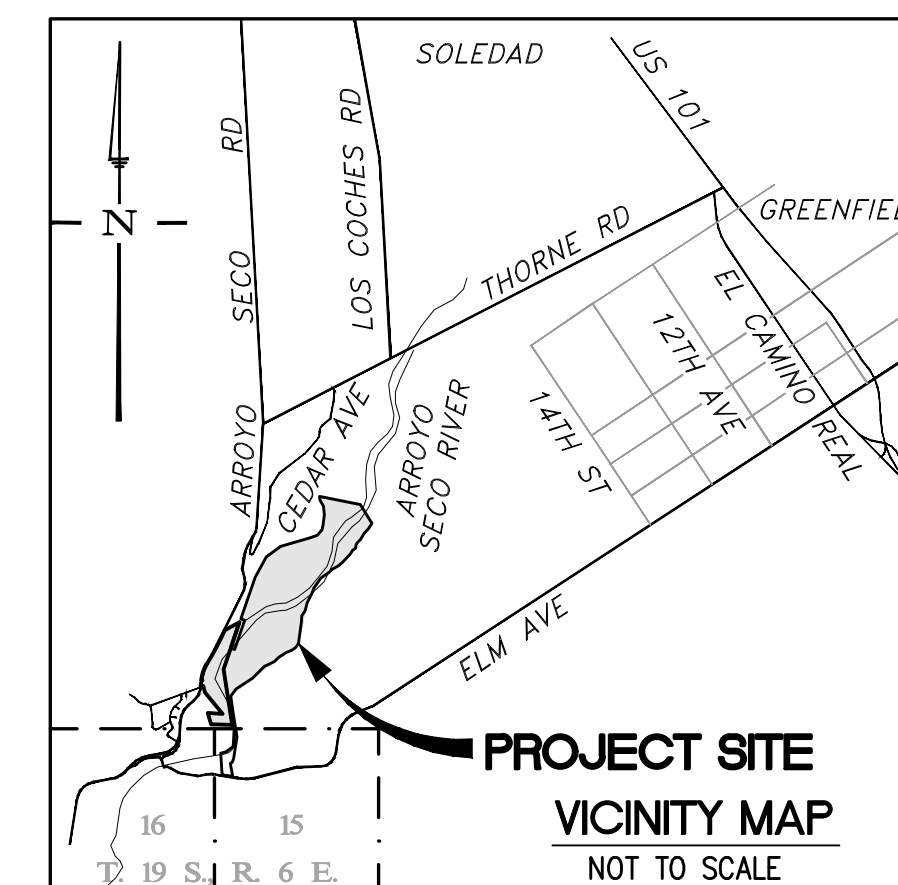 SOLEDAD
US 101
ARROYO SECO RD
LOS COCHES RD
N
THORNE RD
EL CAMINO REAL
12TH AVE
14TH ST
CEDAR AVE
ARROYO
SECO RIVER
ELM AVE
PROJECT SITE
VICINITY MAP
NOT TO SCALE
16 15
T. 19 S., R. 6 E.